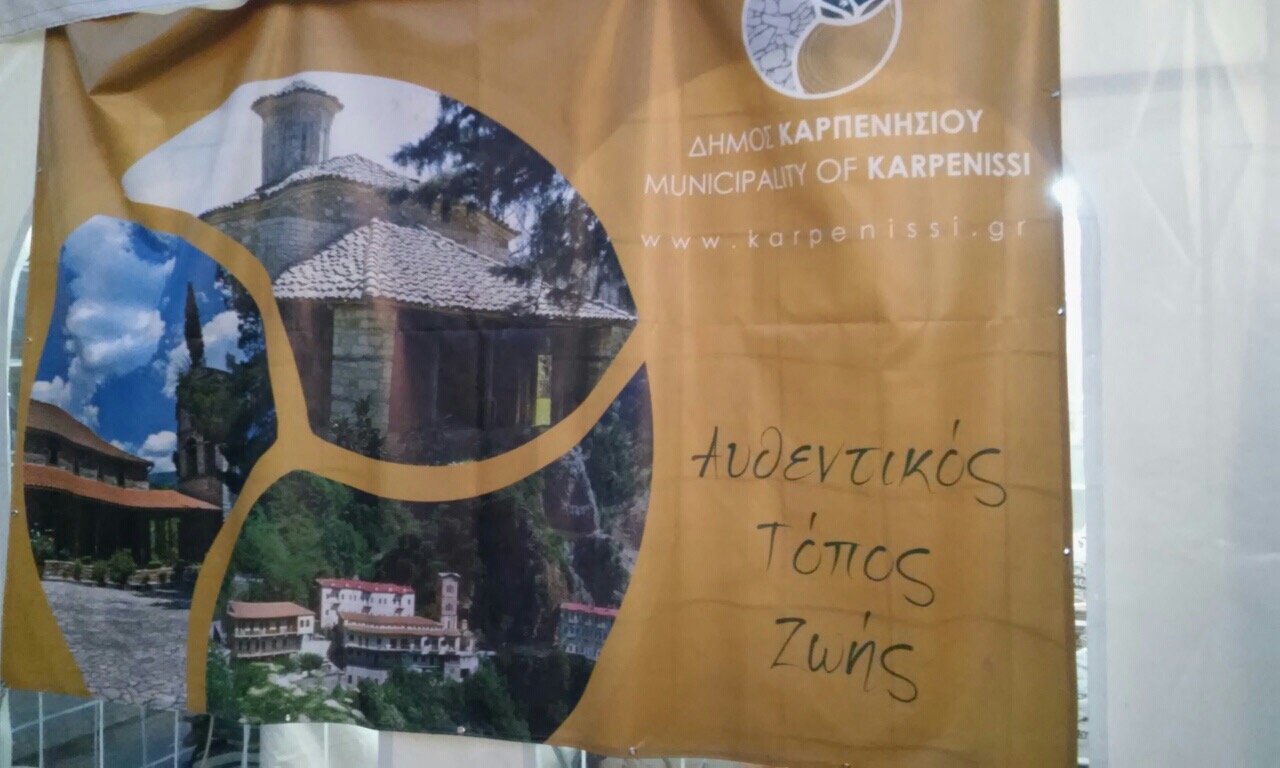 ΔΗΜΟΣ ΚΑΡΠΕΝΗΣΙΟΥ
MUNICIPALITY OF KARPENISSI
www.karpenissi.gr
Αυθεντικός
Τόπος
Ζωής